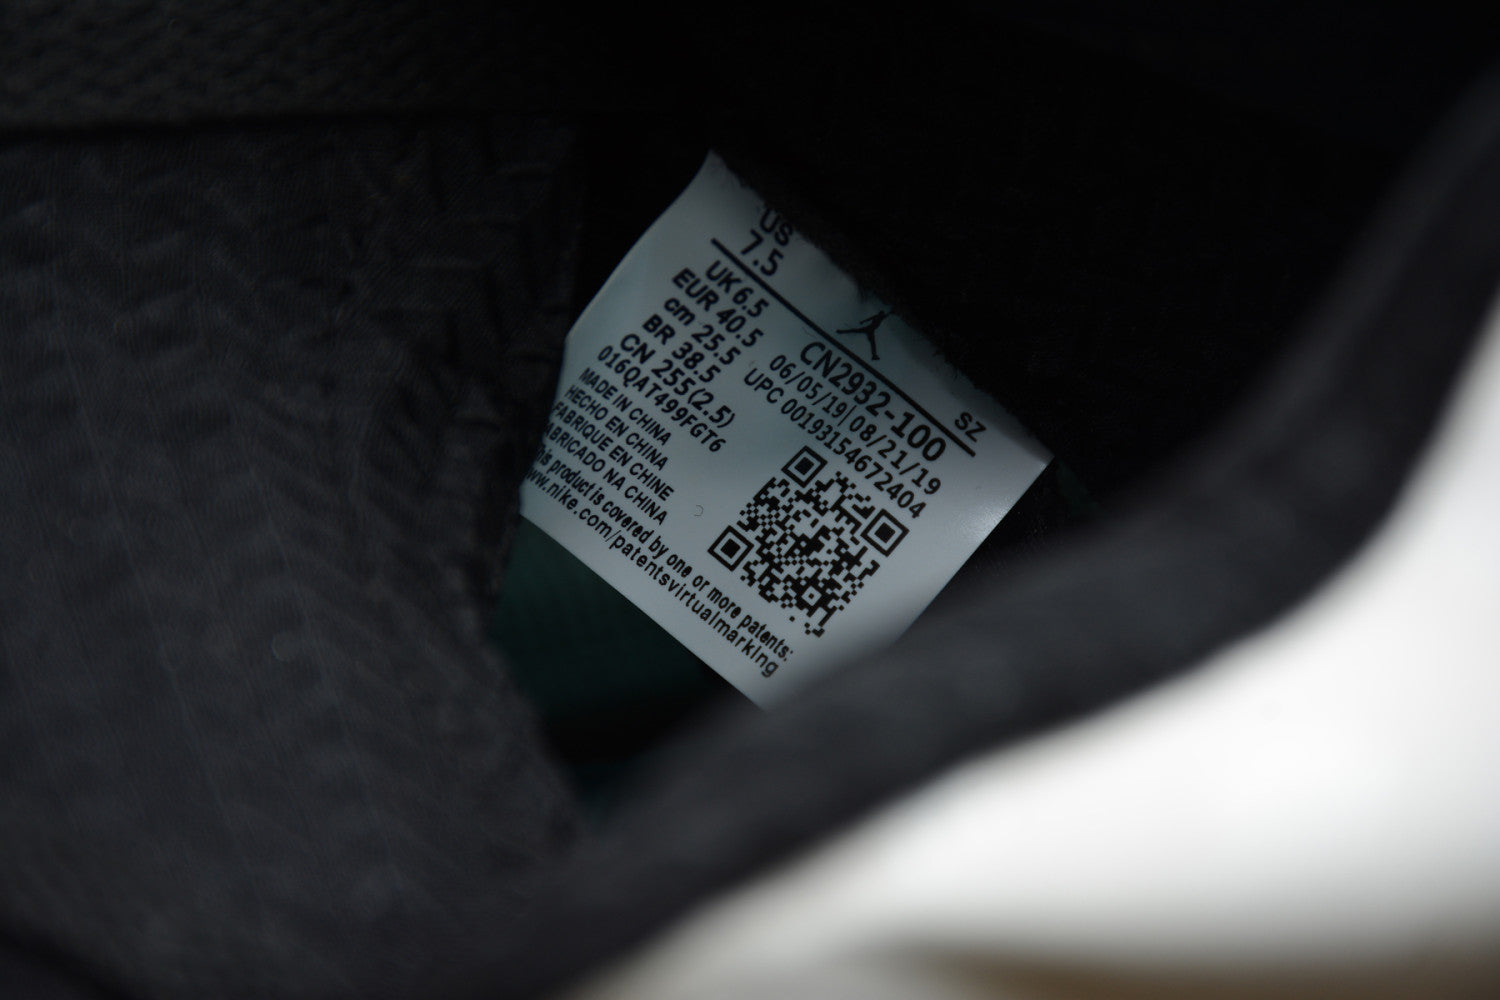 US
7.5
UK 6.5
EUR 40.5
cm 25.5
BR 38.5
CN 255(2.5)
016QAT499FGT6
MADE IN CHINA
HECHO EN CHINA
FABRIQUE EN CHINE
FABRICADO NA CHINA
This product is covered by one or more patents:
www.nike.com/patentsvirtualmarking
CN2932-100 SZ
06/05/19|08/21/19
UPC 00193154672404